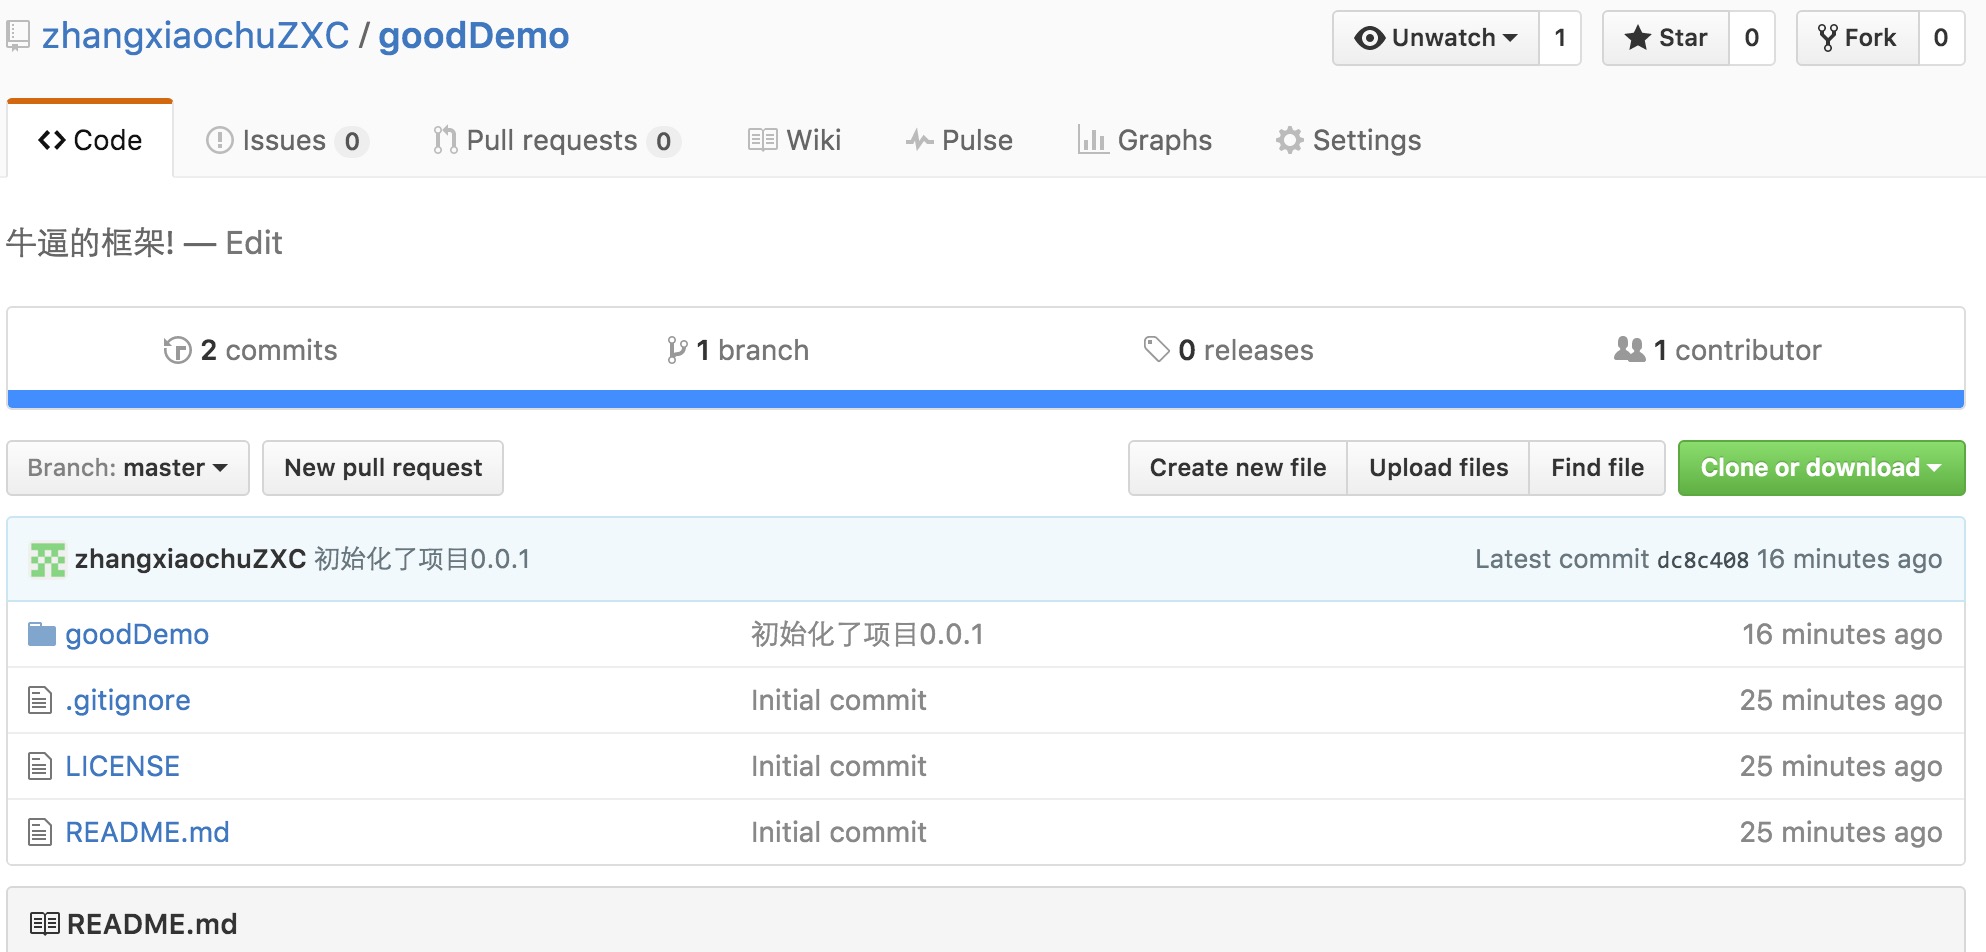 zhangxiaochuZXC / goodDemo Unwatch 1 Star 0 Fork 0
Code Issues 0 Pull requests 0 Wiki Pulse Graphs Settings
牛逼的框架! — Edit
2 commits 1 branch 0 releases 1 contributor
Branch: master New pull request Create new file Upload files Find file Clone or download
zhangxiaochuZXC 初始化了项目0.0.1 Latest commit dc8c408 16 minutes ago
goodDemo 初始化了项目0.0.1 16 minutes ago
.gitignore Initial commit 25 minutes ago
LICENSE Initial commit 25 minutes ago
README.md Initial commit 25 minutes ago
README.md